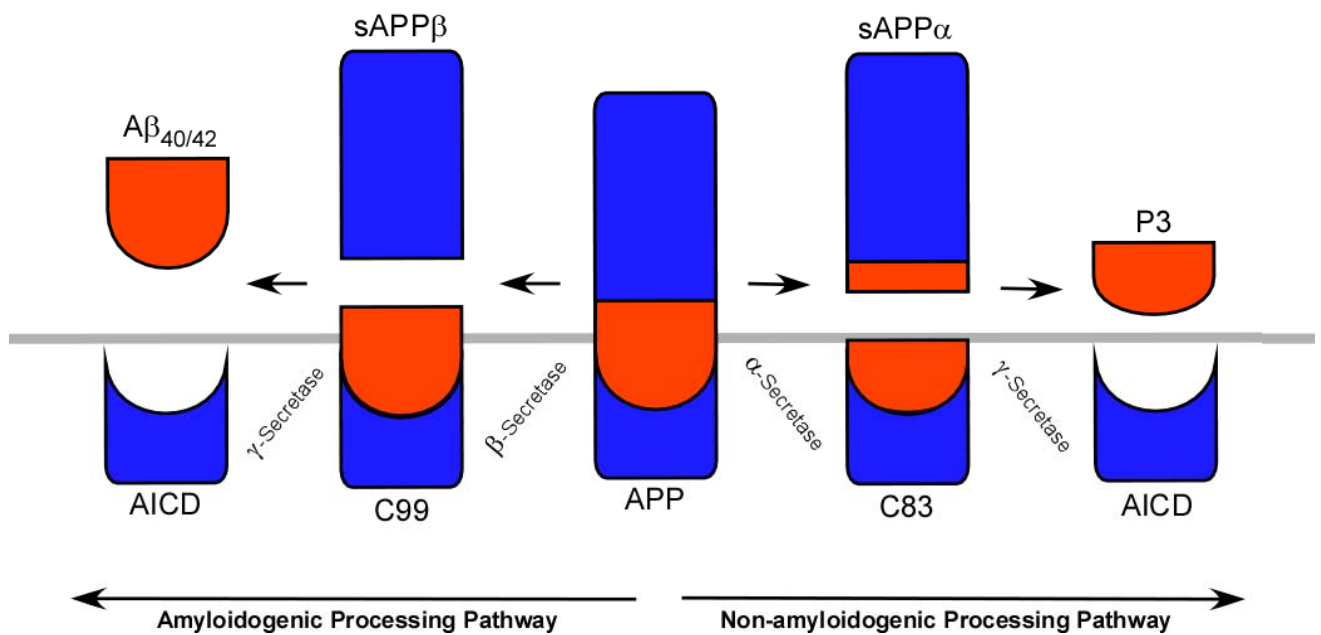 sAPPβ
sAPPα
Aβ40/42
P3
γ-Secretase
β-Secretase
α-Secretase
γ-Secretase
AICD
C99
APP
C83
AICD
Amyloidogenic Processing Pathway
Non-amyloidogenic Processing Pathway